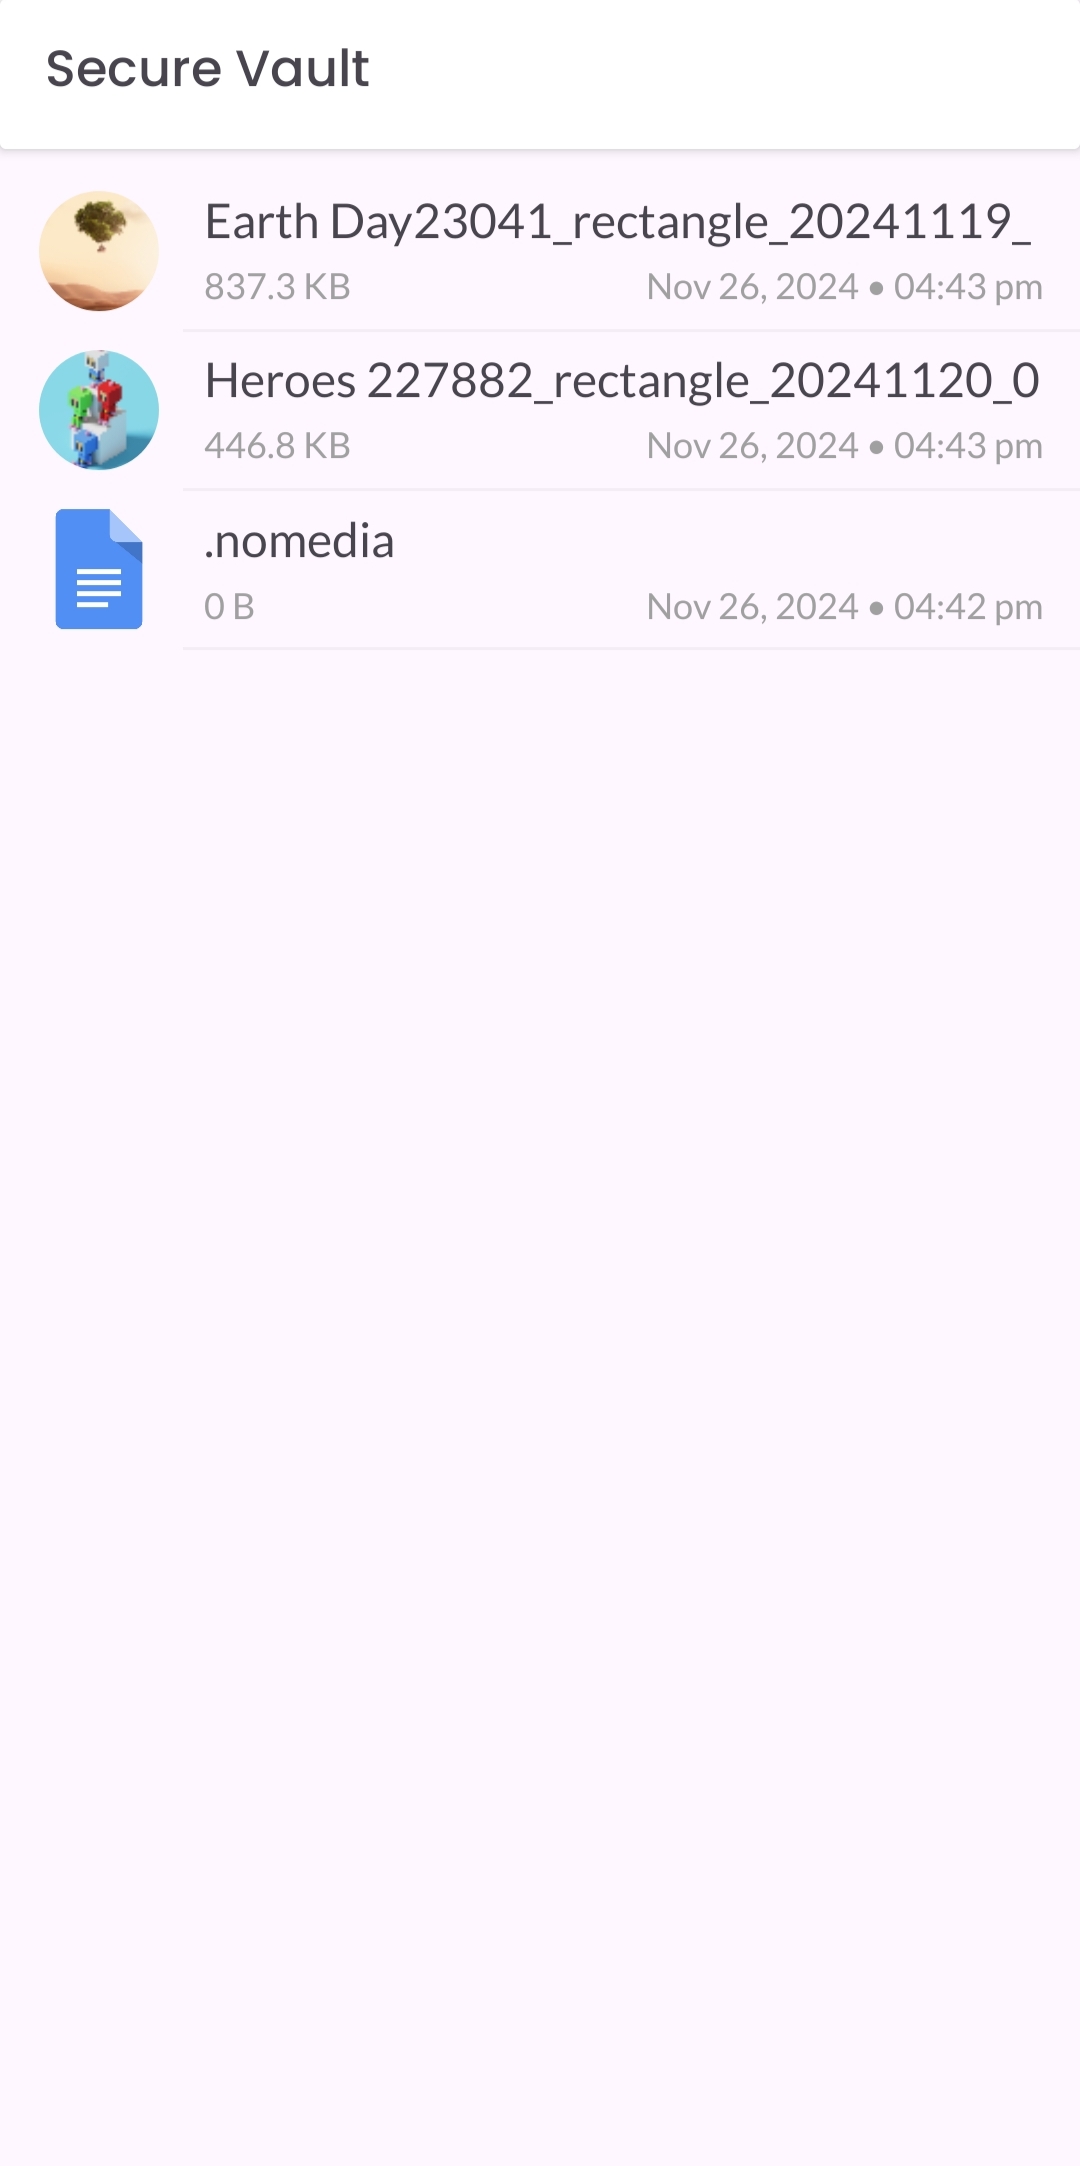 Secure Vault
Earth Day23041_rectangle_20241119_
837.3 KB Nov 26, 2024 • 04:43 pm
Heroes 227882_rectangle_20241120_0
446.8 KB Nov 26, 2024 • 04:43 pm
.nomedia
0 B Nov 26, 2024 • 04:42 pm